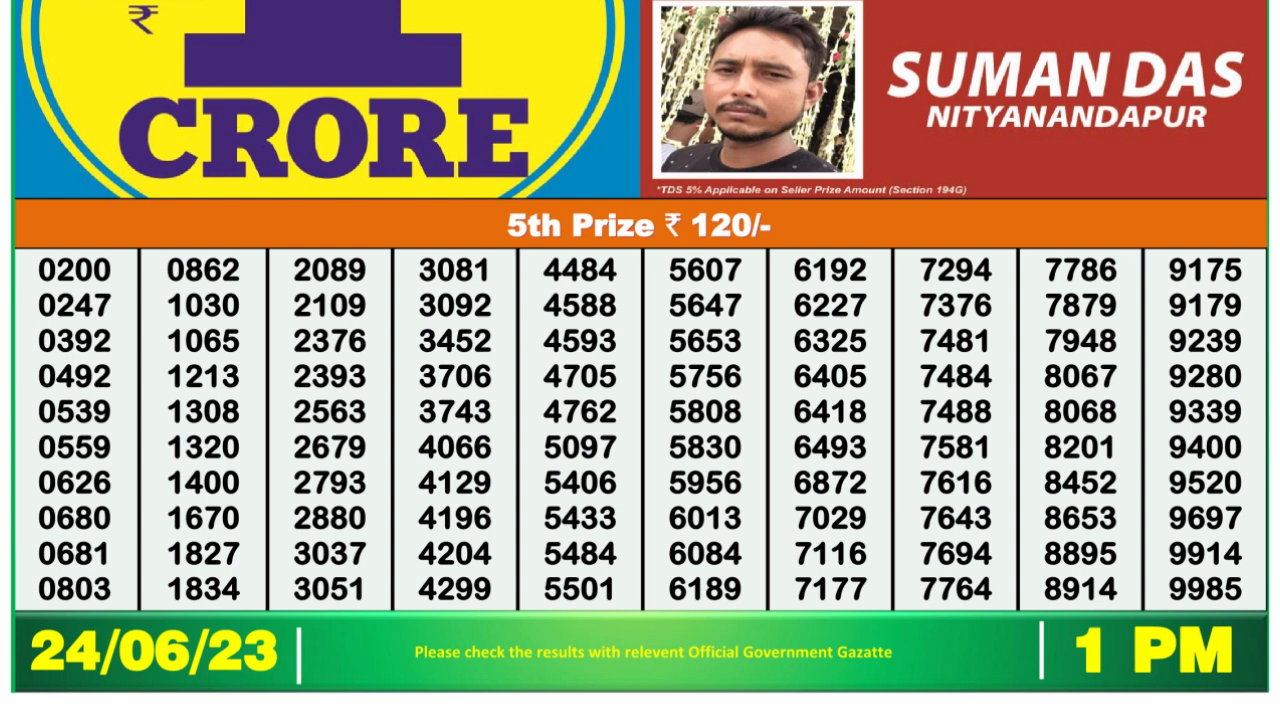 ₹
1
CRORE
SUMAN DAS
NITYANANDAPUR
*TDS 5% Applicable on Seller Prize Amount (Section 194G)
5th Prize ₹ 120/-
0200 0862 2089 3081 4484 5607 6192 7294 7786 9175
0247 1030 2109 3092 4588 5647 6227 7376 7879 9179
0392 1065 2376 3452 4593 5653 6325 7481 7948 9239
0492 1213 2393 3706 4705 5756 6405 7484 8067 9280
0539 1308 2563 3743 4762 5808 6418 7488 8068 9339
0559 1320 2679 4066 5097 5830 6493 7581 8201 9400
0626 1400 2793 4129 5406 5956 6872 7616 8452 9520
0680 1670 2880 4196 5433 6013 7029 7643 8653 9697
0681 1827 3037 4204 5484 6084 7116 7694 8895 9914
0803 1834 3051 4299 5501 6189 7177 7764 8914 9985
24/06/23
Please check the results with relevent Official Government Gazatte
1 PM